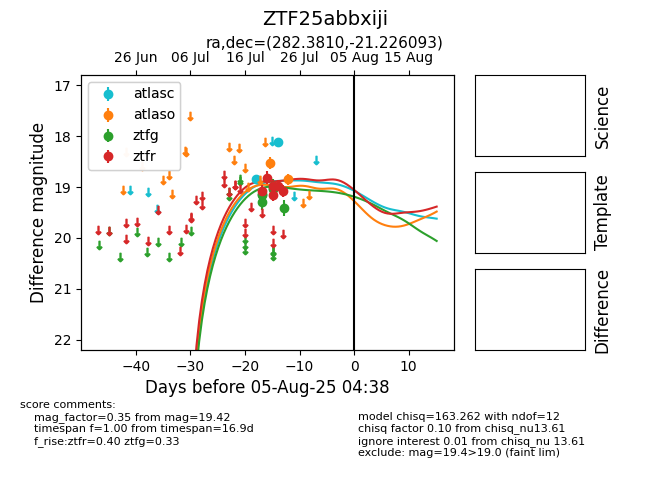 ZTF25abbxiji
ra,dec=(282.3810,-21.226093)
26 Jun 06 Jul 16 Jul 26 Jul 05 Aug 15 Aug
17
18
19
20
21
22
Difference magnitude
atlasc
atlaso
ztfg
ztfr
−40 −30 −20 −10 0 10
Days before 05-Aug-25 04:38
Science
Template
Difference
score comments:
mag_factor=0.35 from mag=19.42
timespan f=1.00 from timespan=16.9d
f_rise:ztfr=0.40 ztfg=0.33
model chisq=163.262 with ndof=12
chisq factor 0.10 from chisq_nu13.61
ignore interest 0.01 from chisq_nu 13.61
exclude: mag=19.4>19.0 (faint lim)